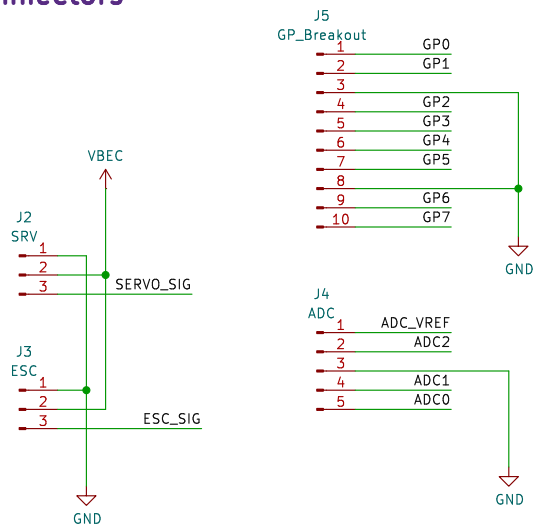 J5
GP_Breakout
1 GP0
2 GP1
3
4 GP2
5 GP3
6 GP4
7 GP5
8
9 GP6
10 GP7
GND
VBEC
J2
SRV
1
2
3 SERVO_SIG
J3
ESC
1
2
3 ESC_SIG
GND
J4
ADC
1 ADC_VREF
2 ADC2
3
4 ADC1
5 ADC0
GND